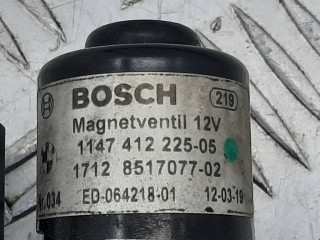 BOSCH 219
Magnetventil 12V
1147 412 225-05
1712 8517077-02
.034 ED-064218-01 12-03-19